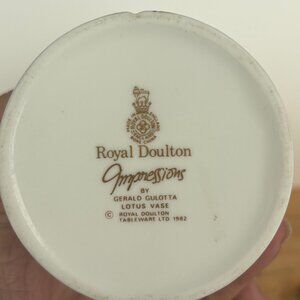 Royal Doulton
Impressions
BY
GERALD GULOTTA
LOTUS VASE
© ROYAL DOULTON
TABLEWARE LTD 1982